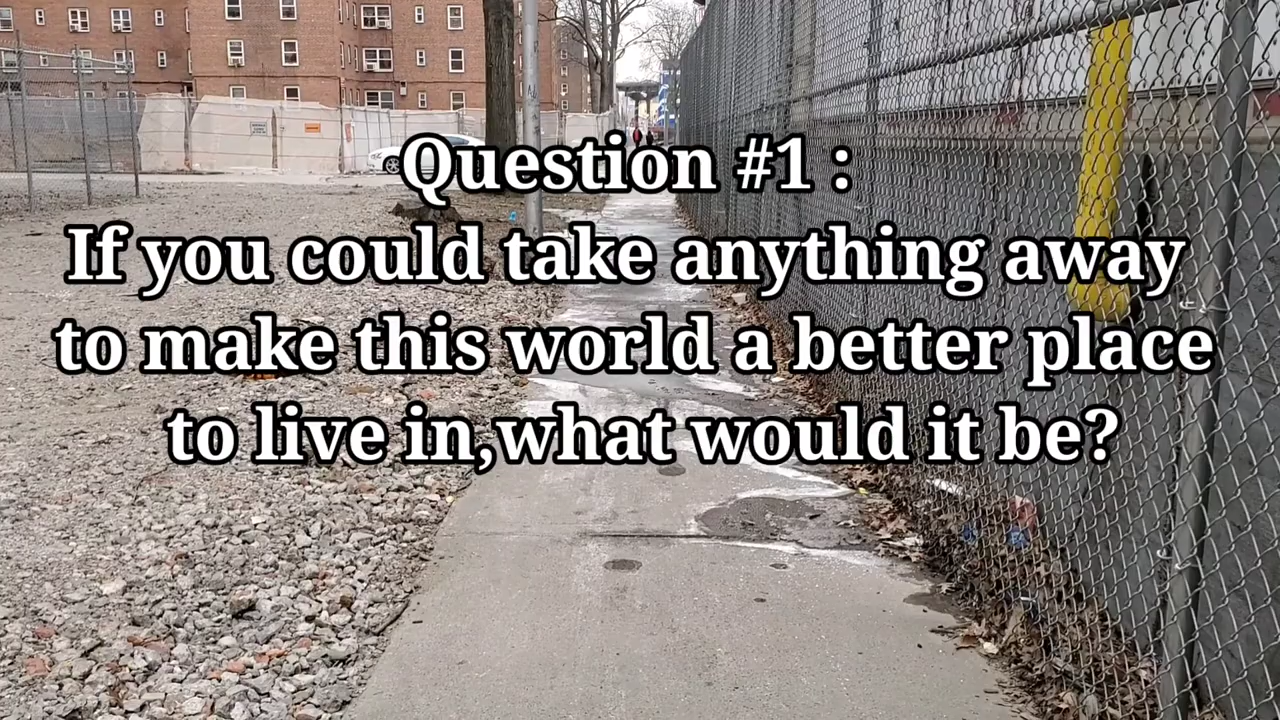 Question #1 :
If you could take anything away
to make this world a better place
to live in,what would it be?